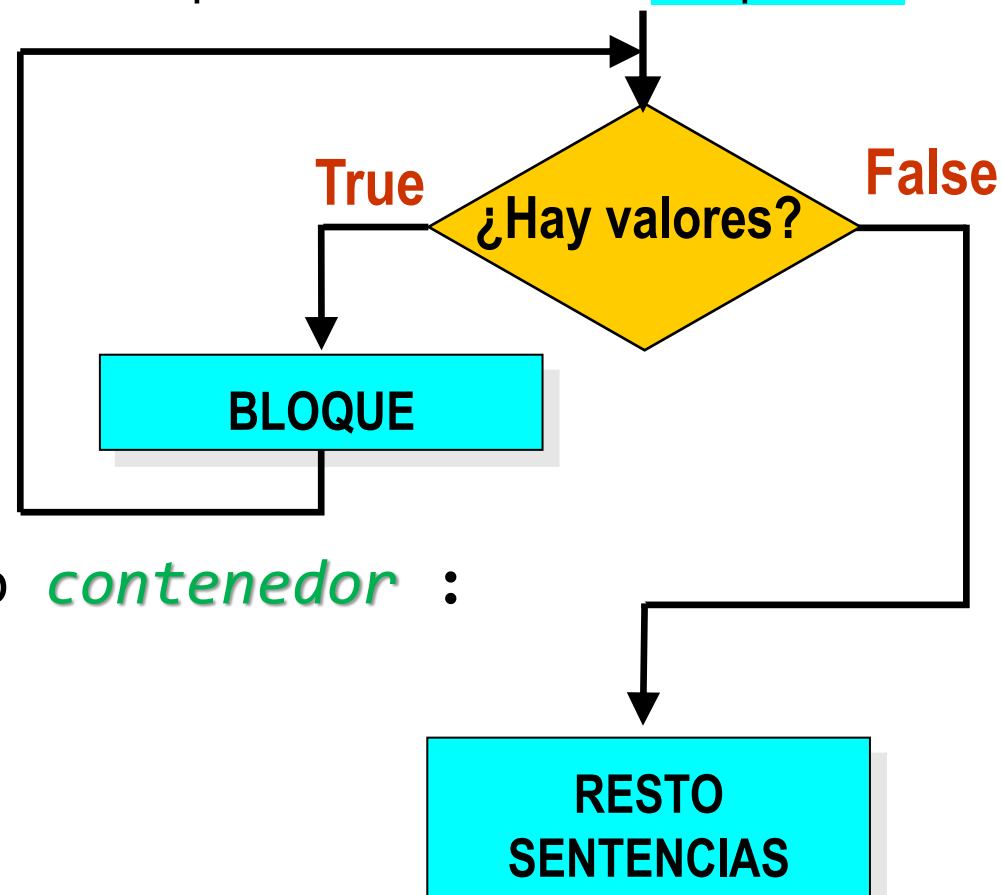 True
False
¿Hay valores?
BLOQUE
contenedor :
RESTO
SENTENCIAS